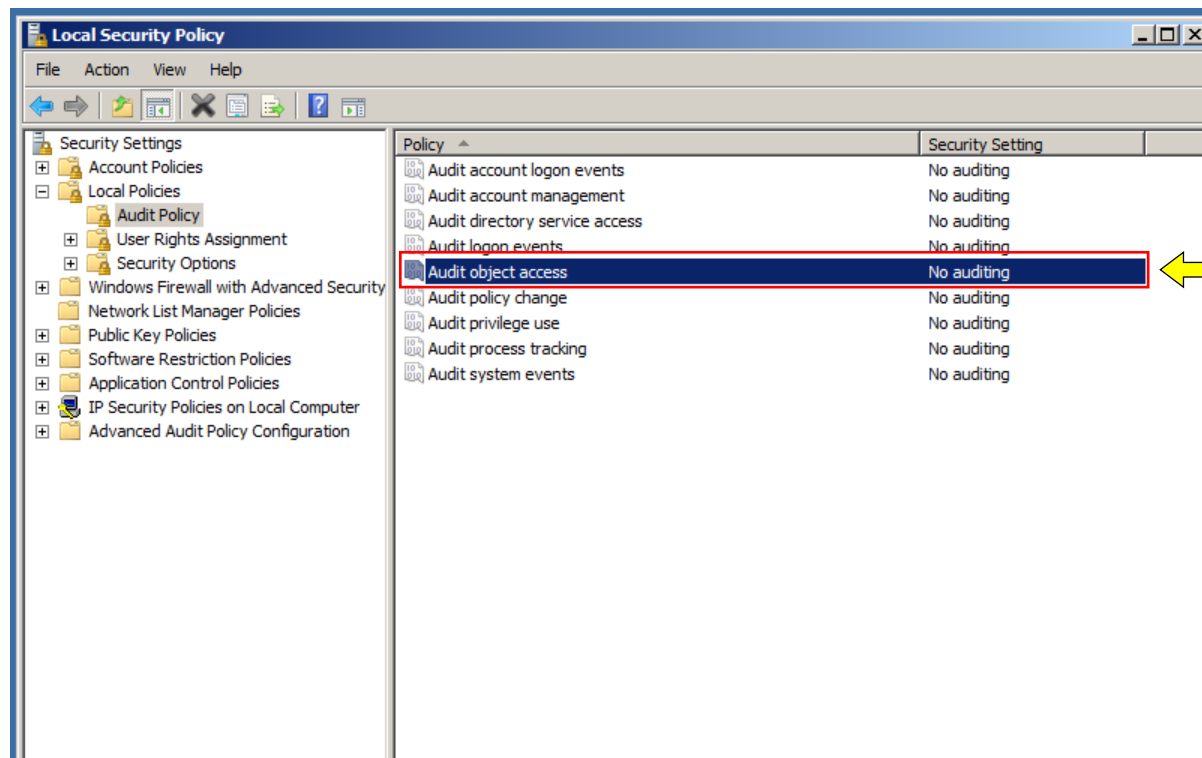 Local Security Policy
File Action View Help
Security Settings
Account Policies
Local Policies
Audit Policy
User Rights Assignment
Security Options
Windows Firewall with Advanced Security
Network List Manager Policies
Public Key Policies
Software Restriction Policies
Application Control Policies
IP Security Policies on Local Computer
Advanced Audit Policy Configuration
Policy Security Setting
Audit account logon events No auditing
Audit account management No auditing
Audit directory service access No auditing
Audit logon events No auditing
Audit object access No auditing
Audit policy change No auditing
Audit privilege use No auditing
Audit process tracking No auditing
Audit system events No auditing